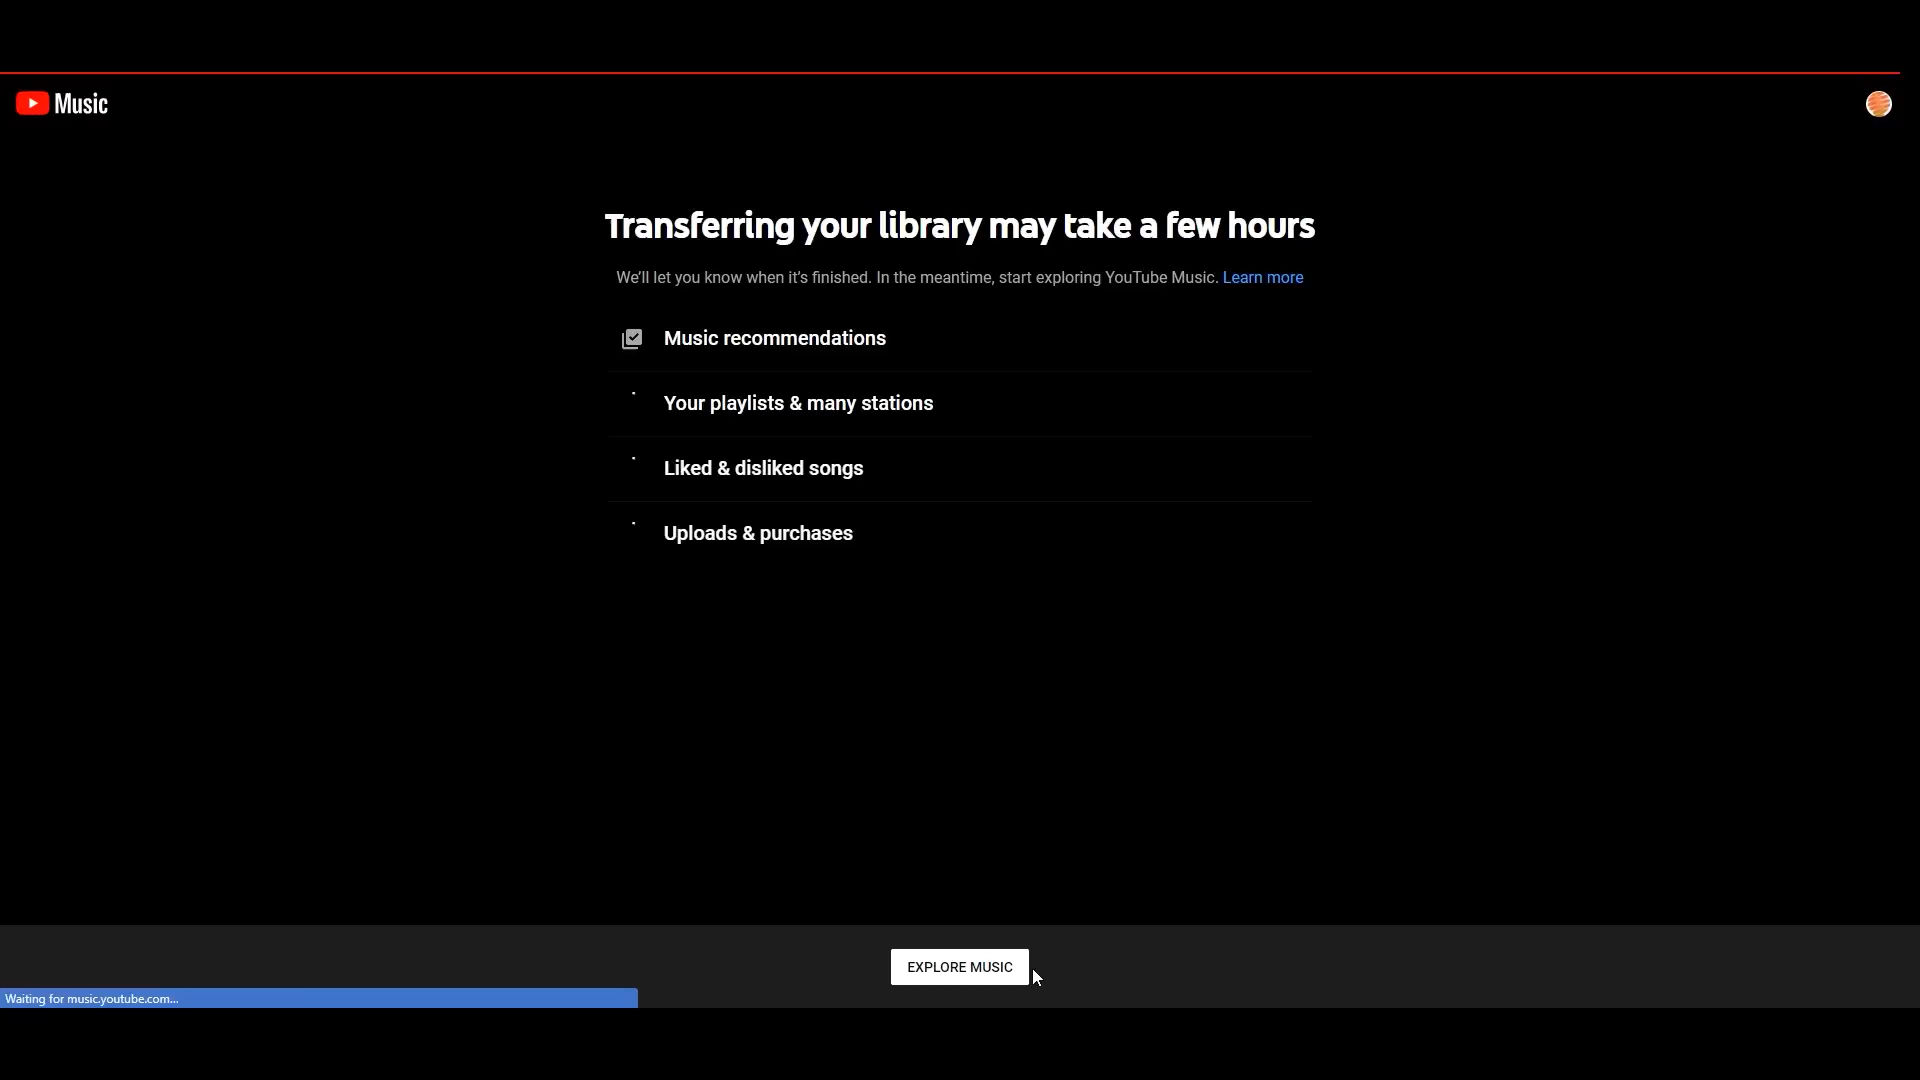 Music
Transferring your library may take a few hours
We'll let you know when it's finished. In the meantime, start exploring YouTube Music. Learn more
Music recommendations
Your playlists & many stations
Liked & disliked songs
Uploads & purchases
EXPLORE MUSIC
Waiting for music.youtube.com...